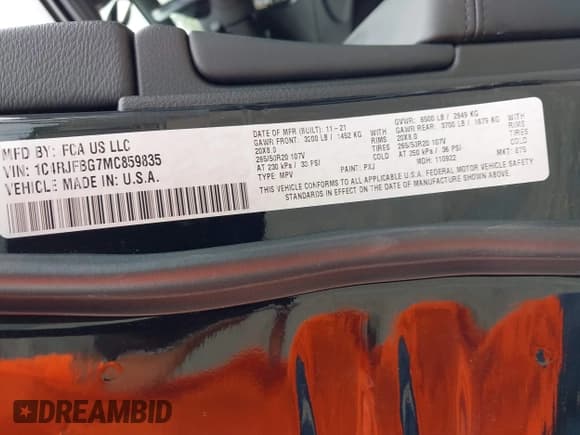 MFD BY: FCA US LLC
VIN: 1C4RJFBG7MC859835
VEHICLE MADE IN: U.S.A.
DATE OF MFR (BUILT): 11-21 GVWR: 6500 LB / 2949 KG
GAWR FRONT: 3200 LB / 1452 KG WITH GAWR REAR: 3700 LB / 1679 KG WITH
20X8.0 RIMS 20X8.0 RIMS
265/50R20 107V TIRES 265/50R20 107V TIRES
AT 230 kPa / 33 PSI COLD AT 250 kPa / 36 PSI COLD
TYPE: MPV PAINT: PXJ MDH: 110922 MKT: 075
THIS VEHICLE CONFORMS TO ALL APPLICABLE U.S.A. FEDERAL MOTOR VEHICLE SAFETY
STANDARDS IN EFFECT ON THE DATE OF MANUFACTURE SHOWN ABOVE.
DREAMBID